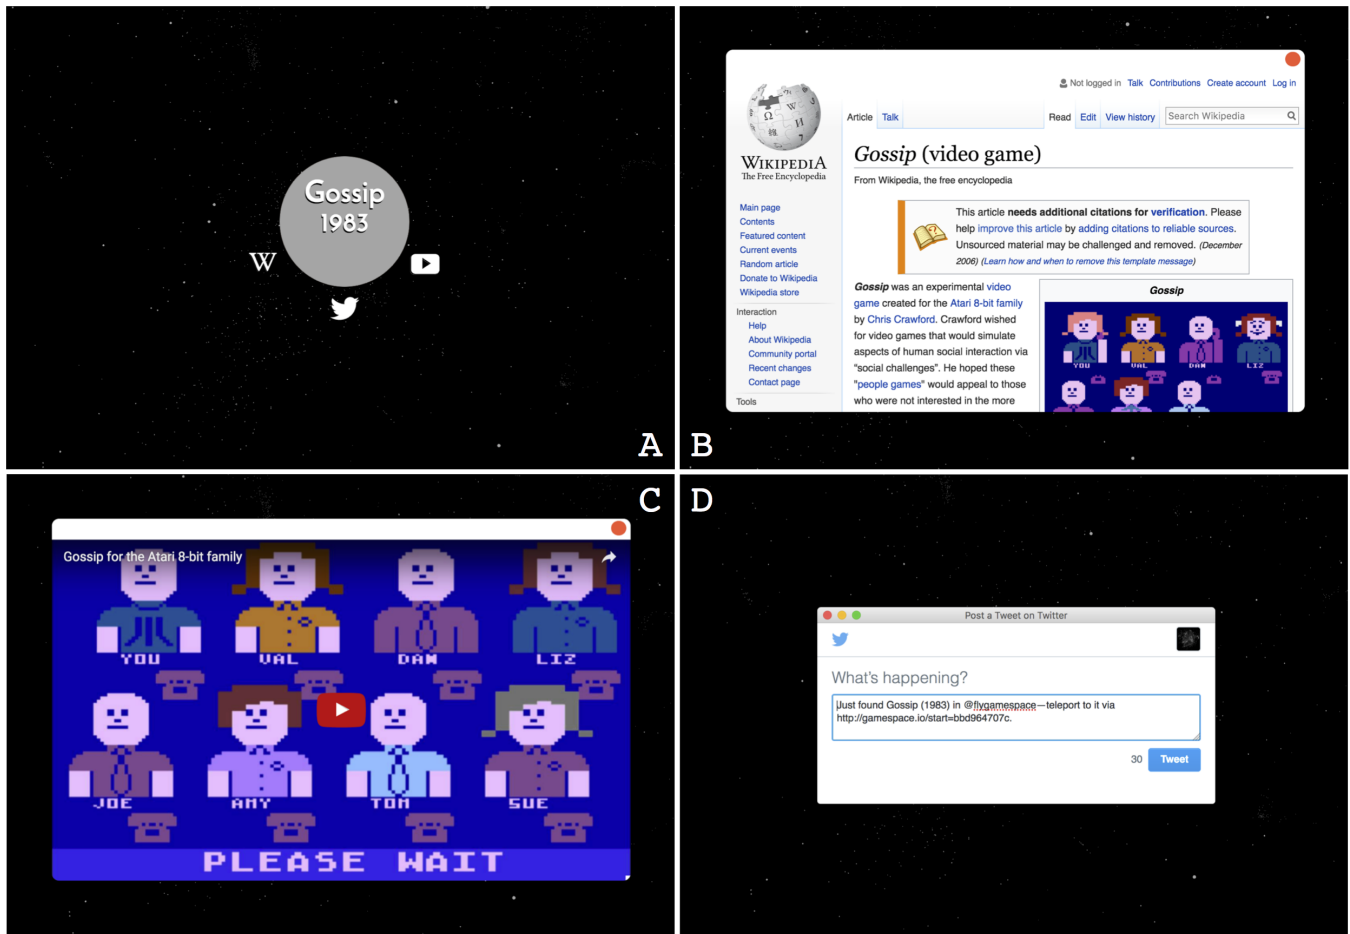 Gossip
1983
W
A
B
Not logged in Talk Contributions Create account Log in
Article Talk
Read Edit View history Search Wikipedia
Ω W И
WIKIPEDIA
The Free Encyclopedia
Main page
Contents
Featured content
Current events
Random article
Donate to Wikipedia
Wikipedia store
Interaction
Help
About Wikipedia
Community portal
Recent changes
Contact page
Tools
Gossip (video game)
From Wikipedia, the free encyclopedia
This article needs additional citations for verification. Please
help improve this article by adding citations to reliable sources.
Unsourced material may be challenged and removed. (December
2006) (Learn how and when to remove this template message)
Gossip was an experimental video
game created for the Atari 8-bit family
by Chris Crawford. Crawford wished
for video games that would simulate
aspects of human social interaction via
"social challenges". He hoped these
"people games" would appeal to those
who were not interested in the more
Gossip
YOU VAL DAN LIZ
C
Gossip for the Atari 8-bit family
YOU VAL DAN LIZ
JOE AMY TOM SUE
PLEASE WAIT
D
Post a Tweet on Twitter
What's happening?
Just found Gossip (1983) in @flygamespace—teleport to it via
http://gamespace.io/start=bbd964707c.
30 Tweet